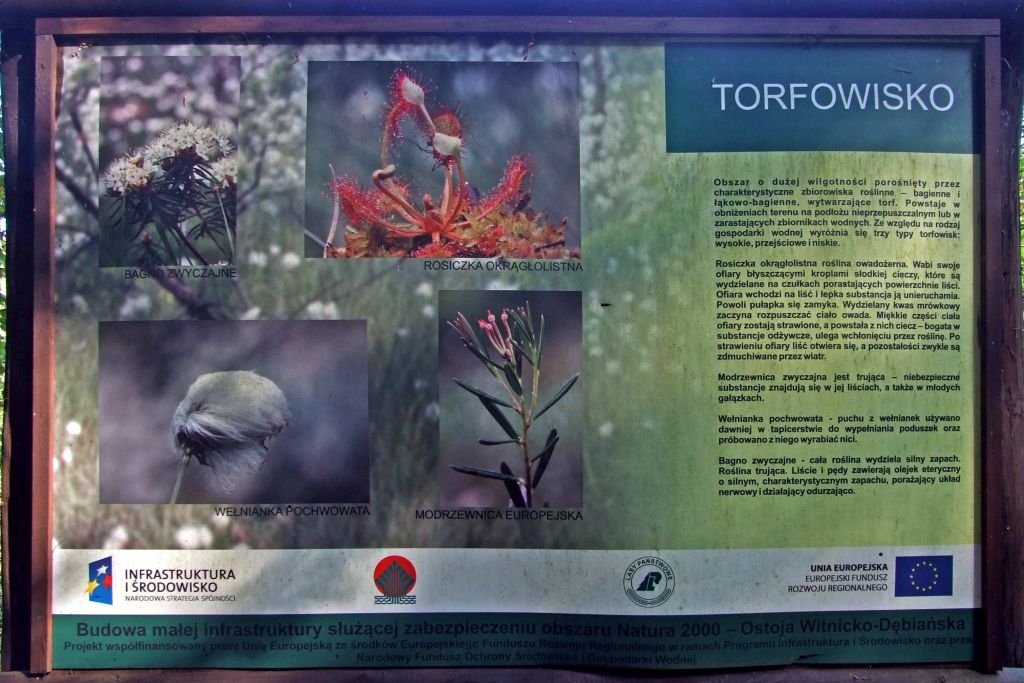 TORFOWISKO
BAGNO ZWYCZAJNE
ROSICZKA OKRĄGŁOLISTNA
WEŁNIANKA POCHWOWATA
MODRZEWNICA EUROPEJSKA
Obszar o dużej wilgotności porośnięty przez
charakterystyczne zbiorowiska roślinne – bagienne i
łąkowo-bagienne, wytwarzające torf. Powstaje w
obniżeniach terenu na podłożu nieprzepuszczalnym lub w
zarastających zbiornikach wodnych. Ze względu na rodzaj
gospodarki wodnej wyróżnia się trzy typy torfowisk:
wysokie, przejściowe i niskie.
Rosiczka okrągłolistna roślina owadożerna. Wabi swoje
ofiary błyszczącymi kroplami słodkiej cieczy, które są
wydzielane na czułkach porastających powierzchnie liści.
Ofiara wchodzi na liść i lepka substancja ją unieruchamia.
Powoli pułapka się zamyka. Wydzielany kwas mrówkowy
zaczyna rozpuszczać ciało owada. Miękkie części ciała
ofiary zostają strawione, a powstała z nich ciecz – bogata w
substancje odżywcze, ulega wchłonięciu przez roślinę. Po
strawieniu ofiary liść otwiera się, a pozostałości zwykle są
zdmuchiwane przez wiatr.
Modrzewnica zwyczajna jest trująca – niebezpieczne
substancje znajdują się w jej liściach, a także w młodych
gałązkach.
Wełnianka pochwowata - puchu z wełnianek używano
dawniej w tapicerstwie do wypełniania poduszek oraz
próbowano z niego wyrabiać nici.
Bagno zwyczajne - cała roślina wydziela silny zapach.
Roślina trująca. Liście i pędy zawierają olejek eteryczny
o silnym, charakterystycznym zapachu, porażający układ
nerwowy i działający odurzająco.
INFRASTRUKTURA
I ŚRODOWISKO
NARODOWA STRATEGIA SPÓJNOŚCI
LASY PAŃSTWOWE
UNIA EUROPEJSKA
EUROPEJSKI FUNDUSZ
ROZWOJU REGIONALNEGO
Budowa małej infrastruktury służącej zabezpieczeniu obszaru Natura 2000 – Ostoja Witnicko-Dębiańska
Projekt współfinansowany przez Unię Europejską ze środków Europejskiego Funduszu Rozwoju Regionalnego w ramach Programu Infrastruktura i Środowisko oraz prze
Narodowy Fundusz Ochrony Środowiska i Gospodarki Wodnej